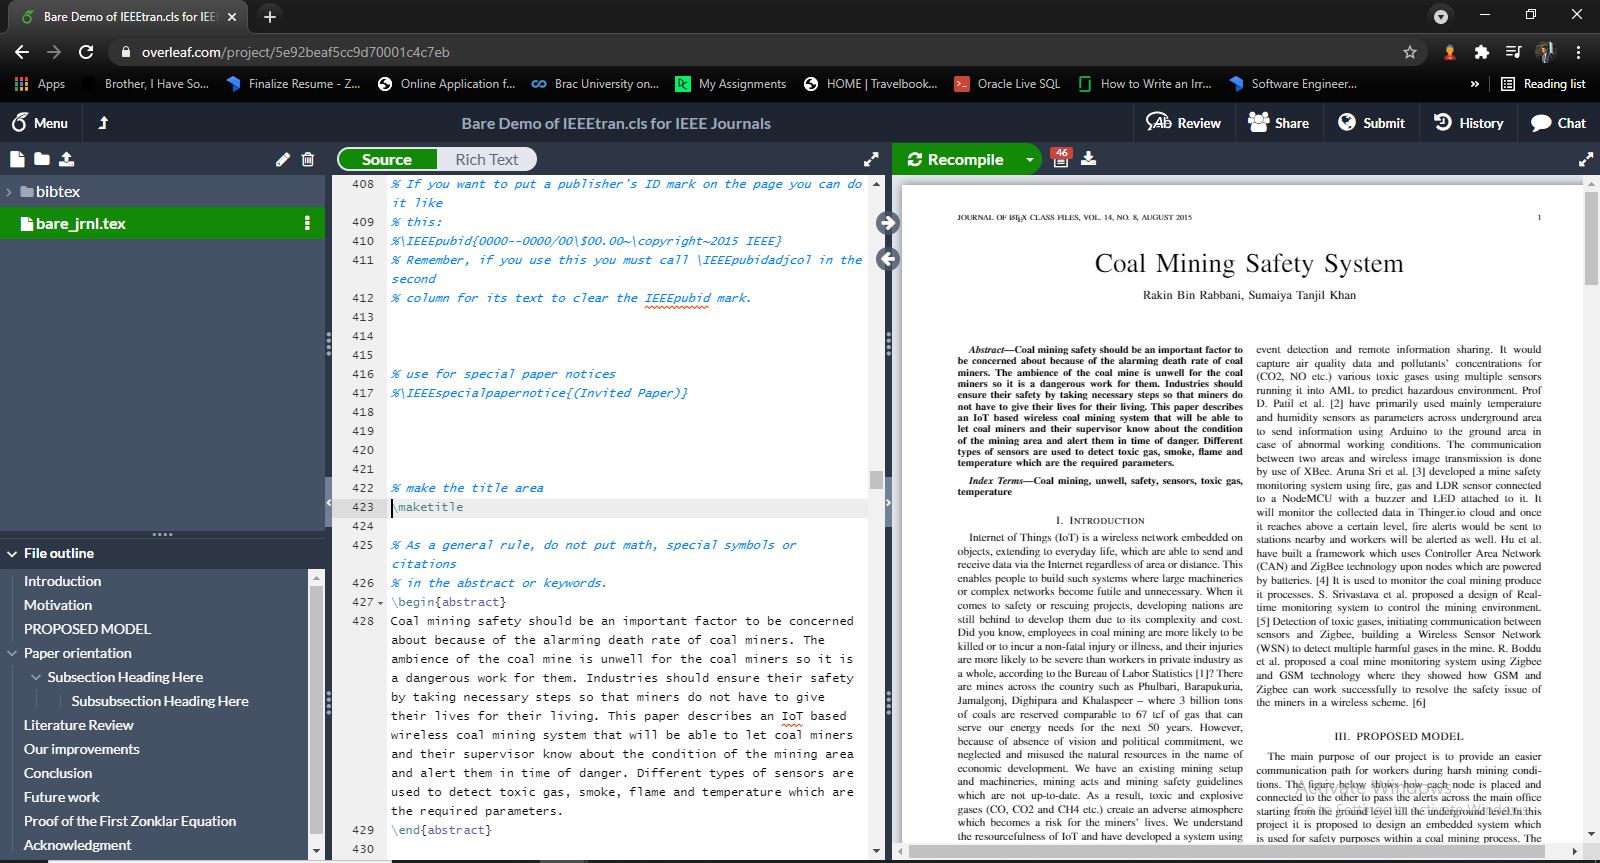 Bare Demo of IEEEtran.cls for IEE
overleaf.com/project/5e92beaf5cc9d70001c4c7eb
Apps
Brother, I Have So...
Finalize Resume - Z...
Online Application f...
Brac University on...
My Assignments
HOME | Travelbook...
Oracle Live SQL
How to Write an Irr...
Software Engineer...
»
Reading list
Menu
Bare Demo of IEEEtran.cls for IEEE Journals
Review
Share
Submit
History
Chat
Source
Rich Text
Recompile
46
bibtex
bare_jrnl.tex
File outline
Introduction
Motivation
PROPOSED MODEL
Paper orientation
Subsection Heading Here
Subsubsection Heading Here
Literature Review
Our improvements
Conclusion
Future work
Proof of the First Zonklar Equation
Acknowledgment
408 % If you want to put a publisher's ID mark on the page you can do
it like
409 % this:
410 %\IEEEpubid{0000--0000/00\$00.00~\copyright~2015 IEEE}
411 % Remember, if you use this you must call \IEEEpubidadjcol in the
second
412 % column for its text to clear the IEEEpubid mark.
413
414
415
416 % use for special paper notices
417 %\IEEEspecialpapernotice{(Invited Paper)}
418
419
420
421
422 % make the title area
423 \maketitle
424
425 % As a general rule, do not put math, special symbols or
citations
426 % in the abstract or keywords.
427 \begin{abstract}
428 Coal mining safety should be an important factor to be concerned
about because of the alarming death rate of coal miners. The
ambience of the coal mine is unwell for the coal miners so it is
a dangerous work for them. Industries should ensure their safety
by taking necessary steps so that miners do not have to give
their lives for their living. This paper describes an IoT based
wireless coal mining system that will be able to let coal miners
and their supervisor know about the condition of the mining area
and alert them in time of danger. Different types of sensors are
used to detect toxic gas, smoke, flame and temperature which are
the required parameters.
429 \end{abstract}
430
JOURNAL OF LATEX CLASS FILES, VOL. 14, NO. 8, AUGUST 2015
1
Coal Mining Safety System
Rakin Bin Rabbani, Sumaiya Tanjil Khan
Abstract—Coal mining safety should be an important factor to
be concerned about because of the alarming death rate of coal
miners. The ambience of the coal mine is unwell for the coal
miners so it is a dangerous work for them. Industries should
ensure their safety by taking necessary steps so that miners do
not have to give their lives for their living. This paper describes
an IoT based wireless coal mining system that will be able to
let coal miners and their supervisor know about the condition
of the mining area and alert them in time of danger. Different
types of sensors are used to detect toxic gas, smoke, flame and
temperature which are the required parameters.
Index Terms—Coal mining, unwell, safety, sensors, toxic gas,
temperature
I. INTRODUCTION
Internet of Things (IoT) is a wireless network embedded on
objects, extending to everyday life, which are able to send and
receive data via the Internet regardless of area or distance. This
enables people to build such systems where large machineries
or complex networks become futile and unnecessary. When it
comes to safety or rescuing projects, developing nations are
still behind to develop them due to its complexity and cost.
Did you know, employees in coal mining are more likely to be
killed or to incur a non-fatal injury or illness, and their injuries
are more likely to be severe than workers in private industry as
a whole, according to the Bureau of Labor Statistics [1]? There
are mines across the country such as Phulbari, Barapukuria,
Jamalgonj, Dighipara and Khalaspeer – where 3 billion tons
of coals are reserved comparable to 67 tcf of gas that can
serve our energy needs for the next 50 years. However,
because of absence of vision and political commitment, we
neglected and misused the natural resources in the name of
economic development. We have an existing mining setup
and machineries, mining acts and mining safety guidelines
which are not up-to-date. As a result, toxic and explosive
gases (CO, CO2 and CH4 etc.) create an adverse atmosphere
which becomes a risk for the miners' lives. We understand
the resourcefulness of IoT and have developed a system using
event detection and remote information sharing. It would
capture air quality data and pollutants' concentrations for
(CO2, NO etc.) various toxic gases using multiple sensors
running it into AML to predict hazardous environment. Prof
D. Patil et al. [2] have primarily used mainly temperature
and humidity sensors as parameters across underground area
to send information using Arduino to the ground area in
case of abnormal working conditions. The communication
between two areas and wireless image transmission is done
by use of XBee. Aruna Sri et al. [3] developed a mine safety
monitoring system using fire, gas and LDR sensor connected
to a NodeMCU with a buzzer and LED attached to it. It
will monitor the collected data in Thinger.io cloud and once
it reaches above a certain level, fire alerts would be sent to
stations nearby and workers will be alerted as well. Hu et al.
have built a framework which uses Controller Area Network
(CAN) and ZigBee technology upon nodes which are powered
by batteries. [4] It is used to monitor the coal mining produce
it processes. S. Srivastava et al. proposed a design of Real-
time monitoring system to control the mining environment.
[5] Detection of toxic gases, initiating communication between
sensors and Zigbee, building a Wireless Sensor Network
(WSN) to detect multiple harmful gases in the mine. R. Boddu
et al. proposed a coal mine monitoring system using Zigbee
and GSM technology where they showed how GSM and
Zigbee can work successfully to resolve the safety issue of
the miners in a wireless scheme. [6]
III. PROPOSED MODEL
The main purpose of our project is to provide an easier
communication path for workers during harsh mining condi-
tions. The figure below shows how each node is placed and
connected to the other to pass the alerts across the main office
starting from the ground level till the underground level.In this
project it is proposed to design an embedded system which
is used for safety purposes within a coal mining process. The
Activate Windows
Go to Settings to activate Windows.